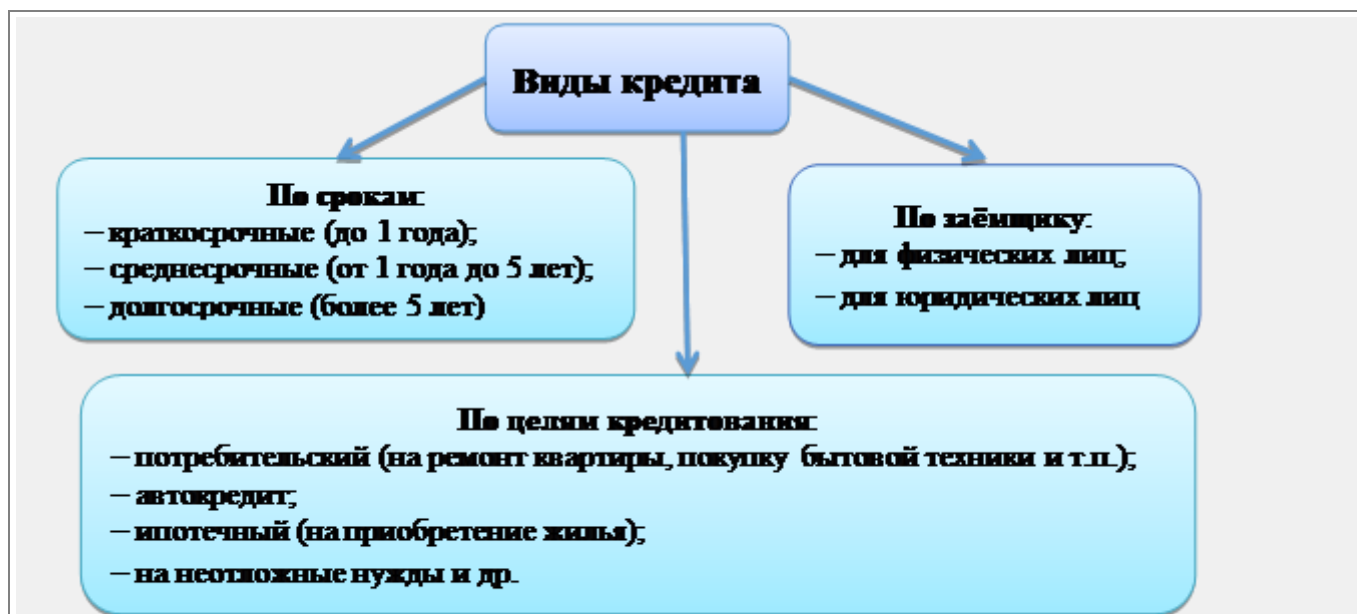 Виды кредита
По срокам:
– краткосрочные (до 1 года);
– среднесрочные (от 1 года до 5 лет);
– долгосрочные (более 5 лет)
По заёмщику:
– для физических лиц;
– для юридических лиц
По целям кредитования:
– потребительский (на ремонт квартиры, покупку бытовой техники и т.п.);
– автокредит;
– ипотечный (на приобретение жилья);
– на неотложные нужды и др.